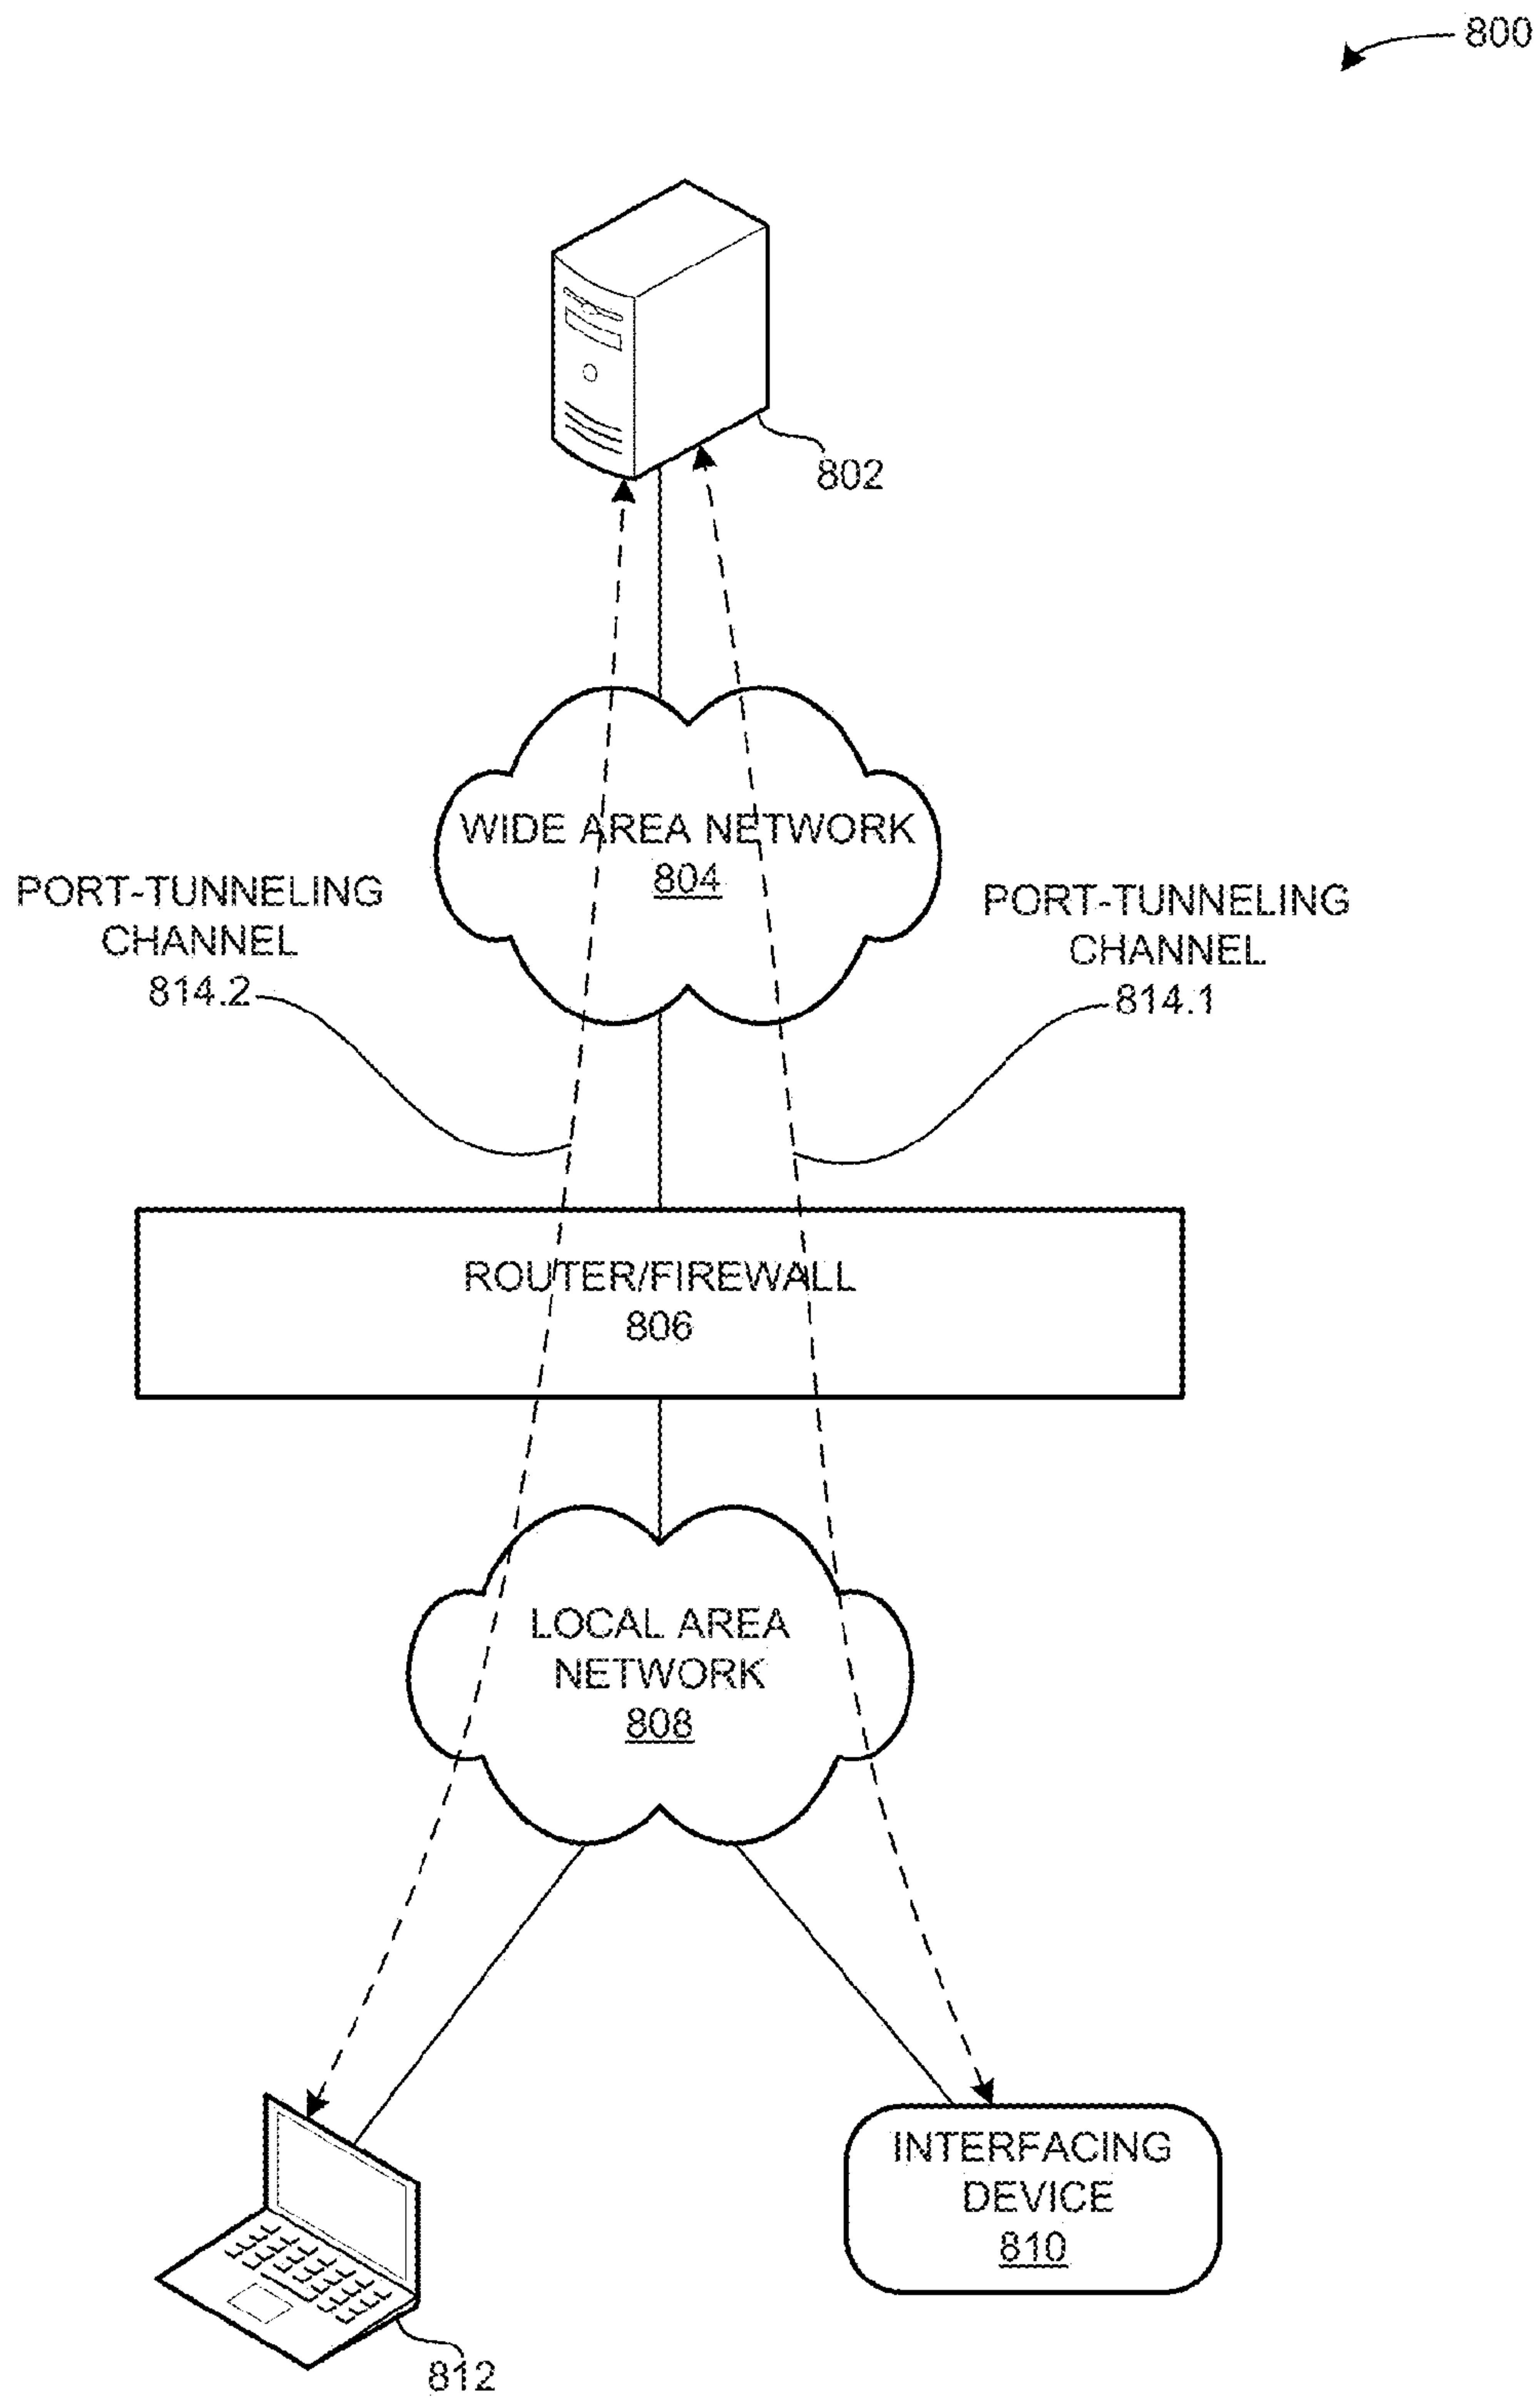 800
802
WIDE AREA NETWORK
804
PORT-TUNNELING
CHANNEL
814.2
PORT-TUNNELING
CHANNEL
814.1
ROUTER/FIREWALL
806
LOCAL AREA
NETWORK
808
INTERFACING
DEVICE
810
812